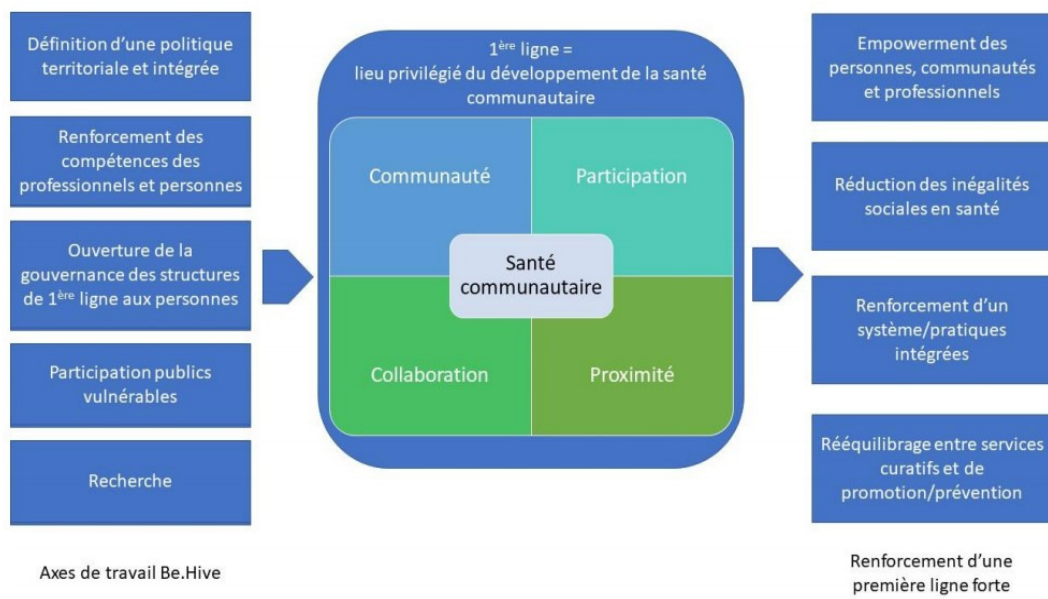 Définition d'une politique
territoriale et intégrée
Renforcement des
compétences des
professionnels et personnes
Ouverture de la
gouvernance des structures
de 1ère ligne aux personnes
Participation publics
vulnérables
Recherche
Axes de travail Be.Hive
1ère ligne =
lieu privilégié du développement de la santé
communautaire
Communauté
Participation
Santé
communautaire
Collaboration
Proximité
Empowerment des
personnes, communautés
et professionnels
Réduction des inégalités
sociales en santé
Renforcement d'un
système/pratiques
intégrées
Rééquilibrage entre services
curatifs et de
promotion/prévention
Renforcement d'une
première ligne forte